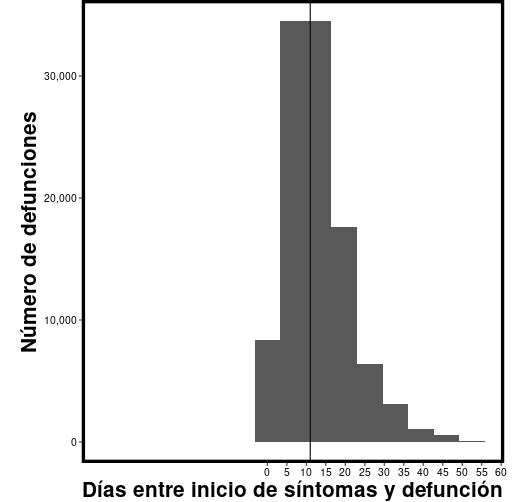 Número de defunciones
30,000
20,000
10,000
0
0 5 10 15 20 25 30 35 40 45 50 55 60
Días entre inicio de síntomas y defunción